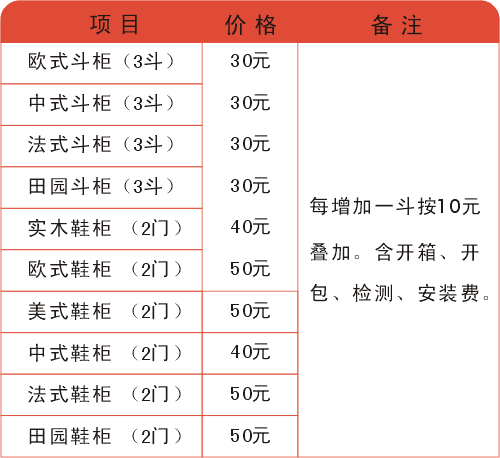 项目 价格 备注
欧式斗柜（3斗） 30元
中式斗柜（3斗） 30元
法式斗柜（3斗） 30元
田园斗柜（3斗） 30元
实木鞋柜（2门） 40元
欧式鞋柜（2门） 50元
美式鞋柜（2门） 50元
中式鞋柜（2门） 40元
法式鞋柜（2门） 50元
田园鞋柜（2门） 50元
每增加一斗按10元
叠加。含开箱、开
包、检测、安装费。